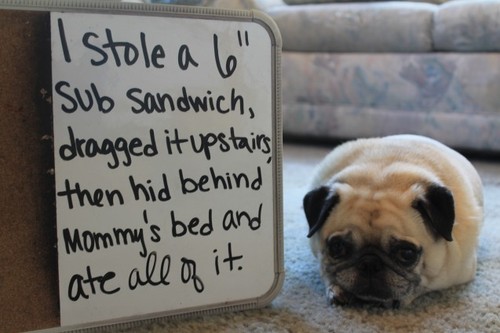 I stole a 6"
sub sandwich,
dragged it upstairs,
then hid behind
Mommy's bed and
ate all of it.